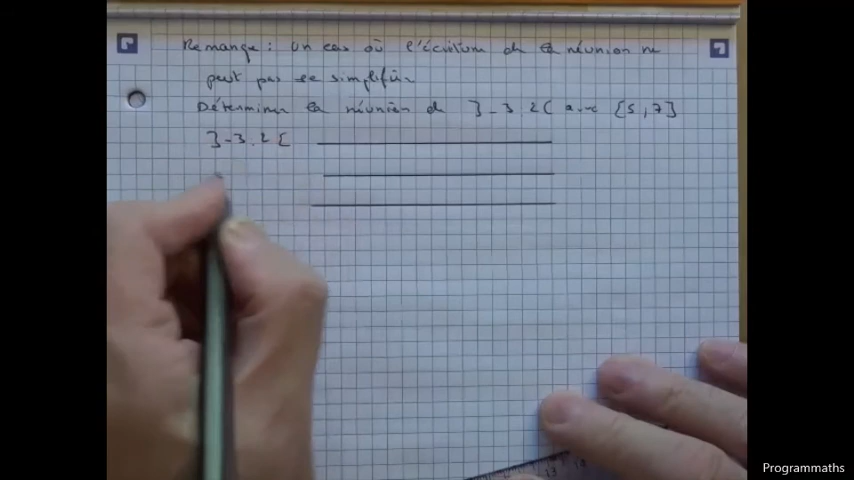 Remarque : un cas où l'écriture de la réunion ne
peut pas se simplifier
Déterminer la réunion de ]-3.2[ avec [5,7]
]-3.2[
Programmaths